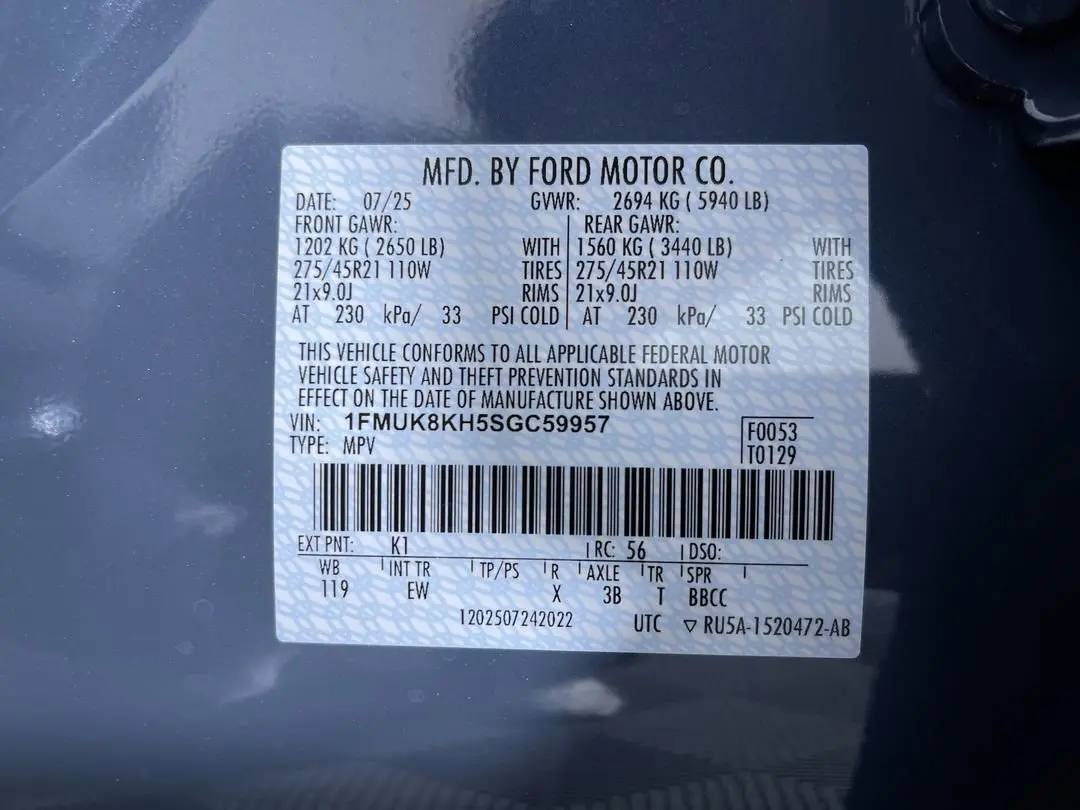 MFD. BY FORD MOTOR CO.
DATE: 07/25 GVWR: 2694 KG ( 5940 LB)
FRONT GAWR: REAR GAWR:
1202 KG ( 2650 LB) WITH 1560 KG ( 3440 LB) WITH
275/45R21 110W TIRES 275/45R21 110W TIRES
21x9.0J RIMS 21x9.0J RIMS
AT 230 kPa/ 33 PSI COLD AT 230 kPa/ 33 PSI COLD
THIS VEHICLE CONFORMS TO ALL APPLICABLE FEDERAL MOTOR
VEHICLE SAFETY AND THEFT PREVENTION STANDARDS IN
EFFECT ON THE DATE OF MANUFACTURE SHOWN ABOVE.
VIN: 1FMUK8KH5SGC59957 F0053
TYPE: MPV T0129
EXT PNT: K1 RC: 56 DSO:
WB INT TR TP/PS R AXLE TR SPR
119 EW X 3B T BBCC
1202507242022 UTC ▽ RU5A-1520472-AB